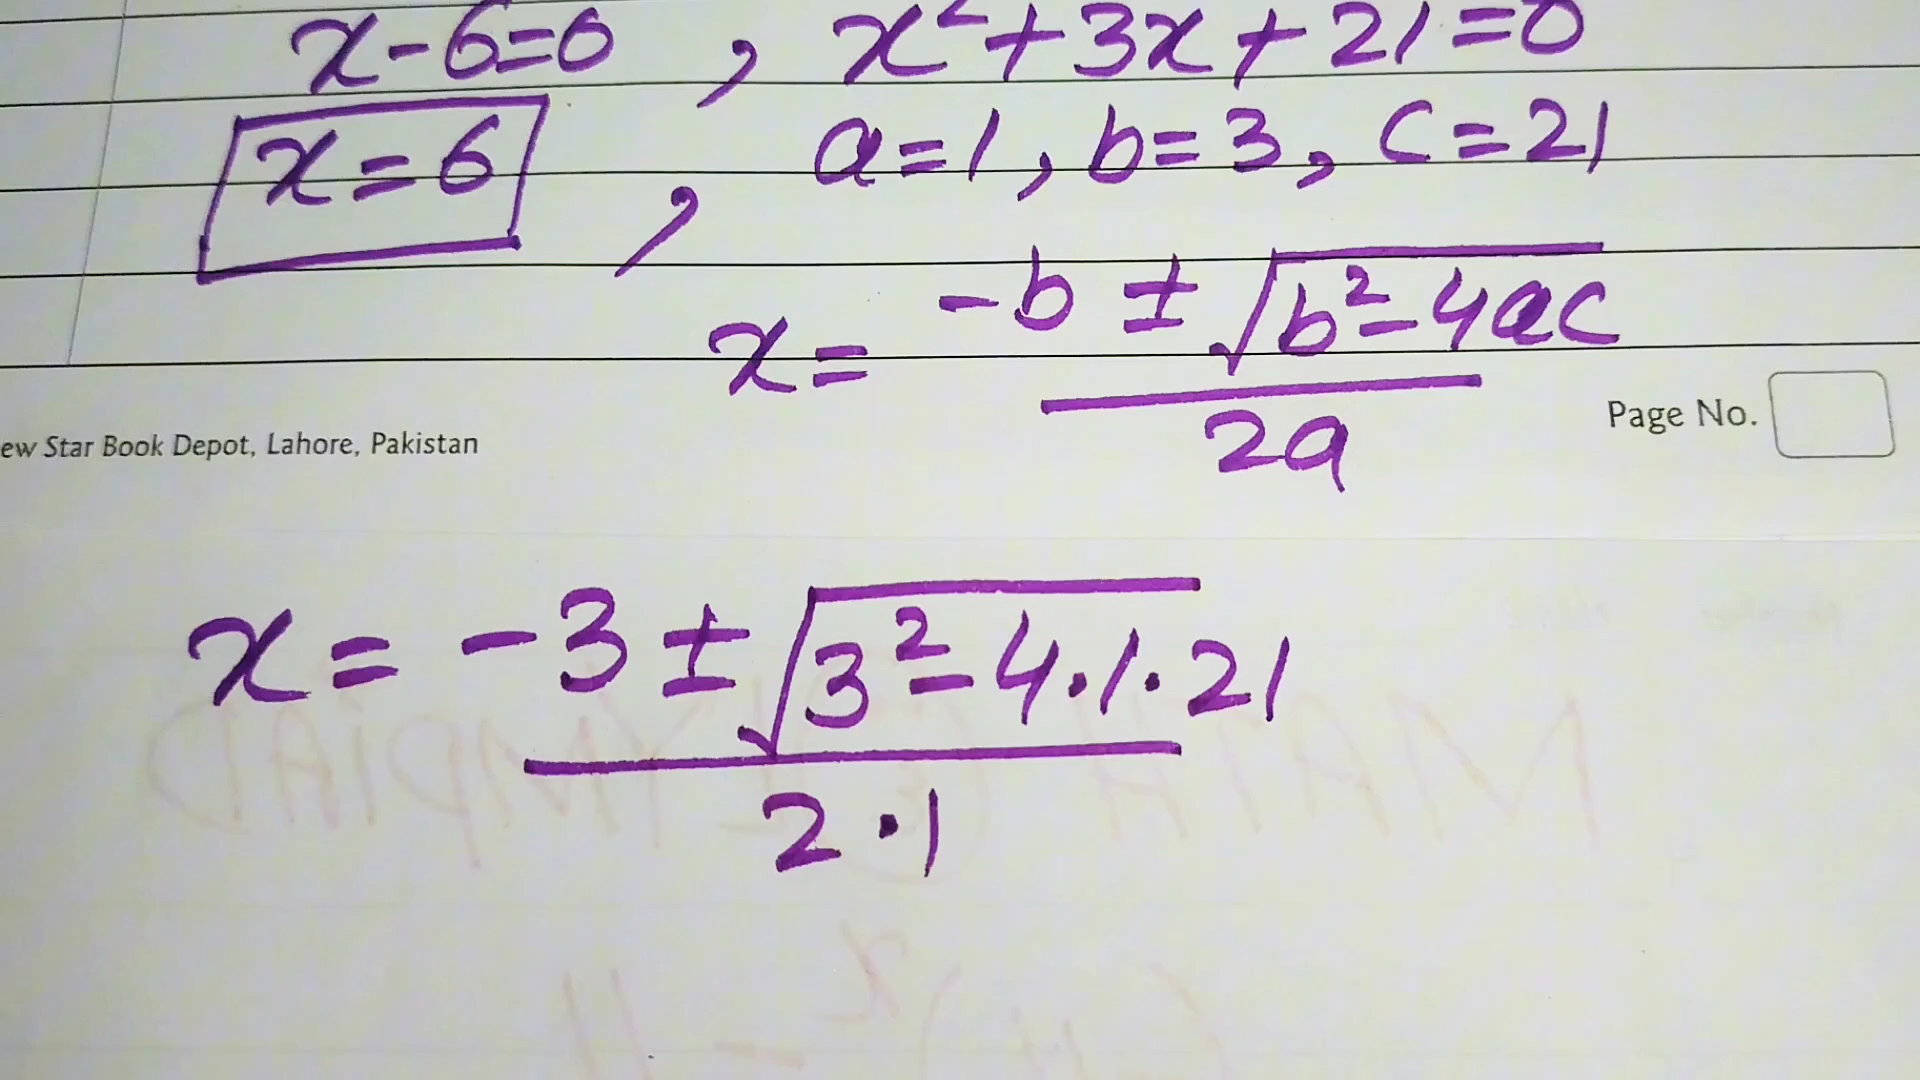 x-6=0 , x²+3x+21=0
x=6 , a=1, b=3, c=21
x= -b ± √b²-4ac / 2a
ew Star Book Depot, Lahore, Pakistan
Page No.
x= -3 ± √3²-4·1·21 / 2·1